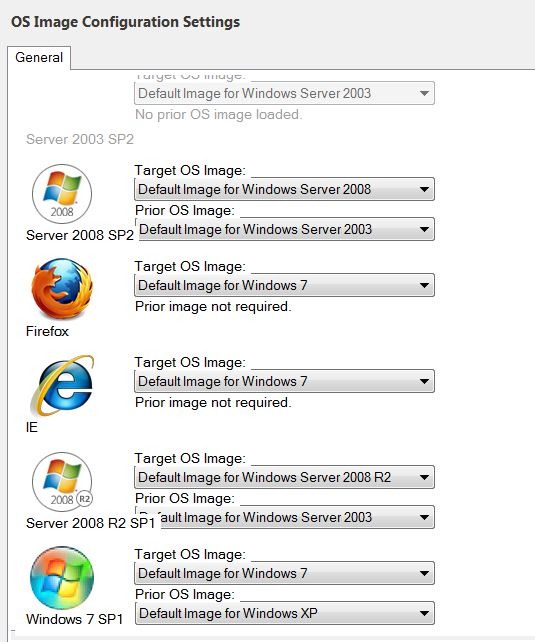 OS Image Configuration Settings
General
Target OS Image:
Default Image for Windows Server 2003
No prior OS image loaded.
Server 2003 SP2
Target OS Image:
2008
Default Image for Windows Server 2008
Prior OS Image:
Server 2008 SP2
Default Image for Windows Server 2003
Target OS Image:
Default Image for Windows 7
Prior image not required.
Firefox
Target OS Image:
Default Image for Windows 7
Prior image not required.
IE
Target OS Image:
Default Image for Windows Server 2008 R2
2008 R2
Prior OS Image:
Server 2008 R2 SP1
fault Image for Windows Server 2003
Target OS Image:
Default Image for Windows 7
Prior OS Image:
Windows 7 SP1
Default Image for Windows XP